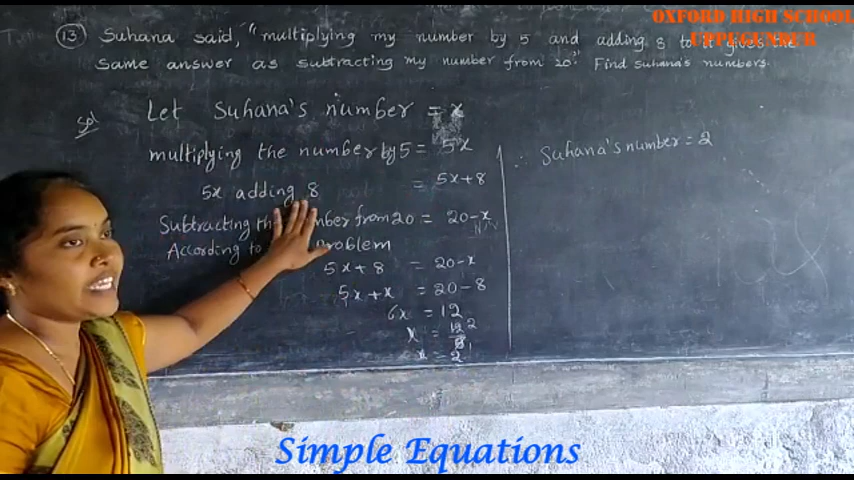 OXFORD HIGH SCHOOL
UPPEGUNDUR
(13) Suhana said, "multiplying my number by 5 and adding 8 to it gives the
same answer as subtracting my number from 20". Find suhana's numbers.
Sol
Let Suhana's number = x
multiplying the number by 5 = 5x
5x adding 8 = 5x+8
Subtracting the number from 20 = 20-x
According to problem
5x+8 = 20-x
5x+x = 20-8
6x = 12
x = 12/6
x = 2
∴ Suhana's number = 2
Simple Equations